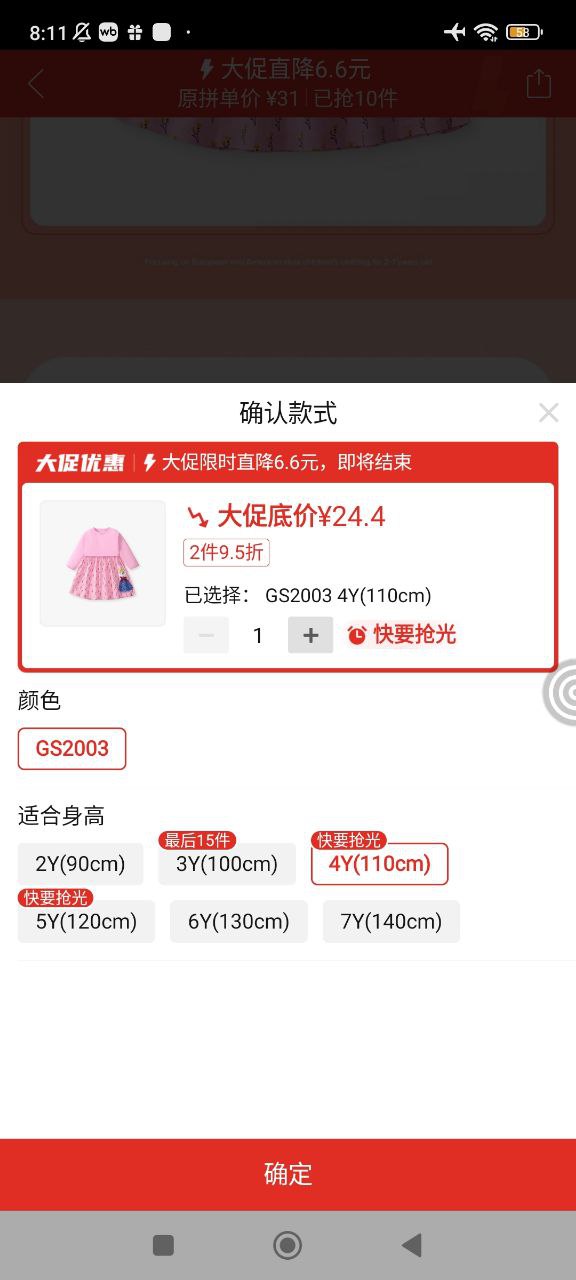 8:11 wb 58
大促直降6.6元
原拼单价 ¥31 | 已抢10件
确认款式
大促优惠 | 大促限时直降6.6元，即将结束
大促底价¥24.4
2件9.5折
已选择： GS2003 4Y(110cm)
1 快要抢光
颜色
GS2003
适合身高
最后15件 快要抢光
2Y(90cm) 3Y(100cm) 4Y(110cm)
快要抢光
5Y(120cm) 6Y(130cm) 7Y(140cm)
确定